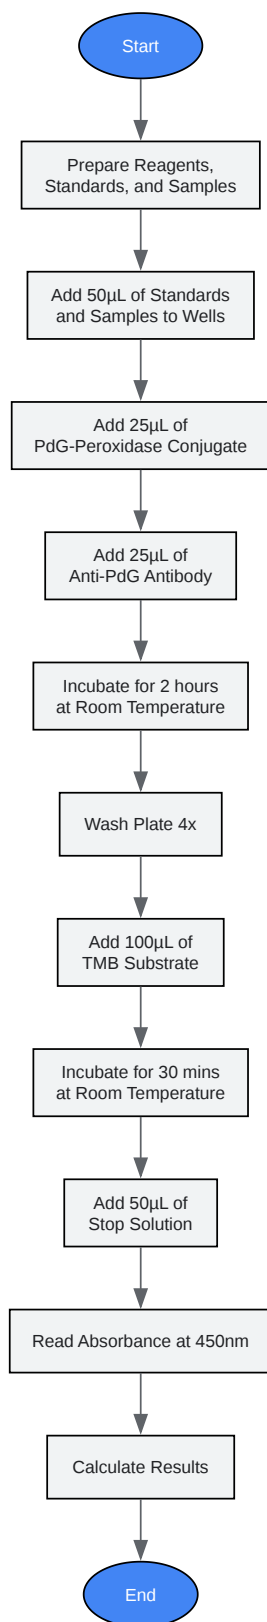 Start
Prepare Reagents,
Standards, and Samples
Add 50µL of Standards
and Samples to Wells
Add 25µL of
PdG-Peroxidase Conjugate
Add 25µL of
Anti-PdG Antibody
Incubate for 2 hours
at Room Temperature
Wash Plate 4x
Add 100µL of
TMB Substrate
Incubate for 30 mins
at Room Temperature
Add 50µL of
Stop Solution
Read Absorbance at 450nm
Calculate Results
End